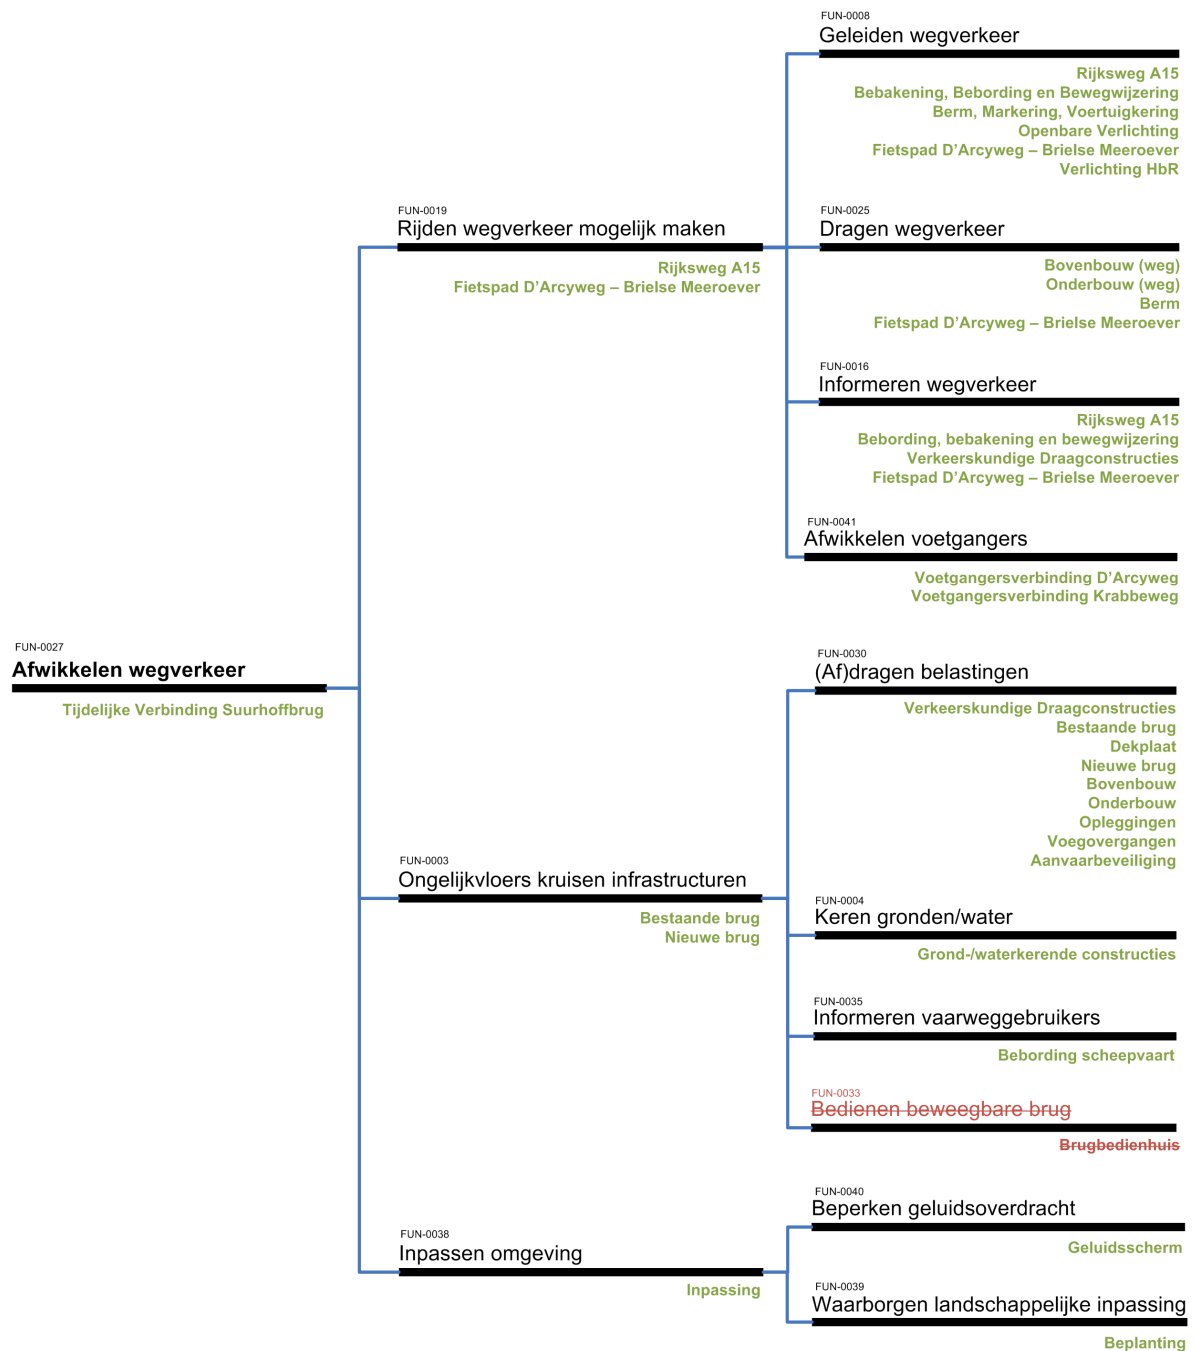 FUN-0008
Geleiden wegverkeer
Rijksweg A15
Bebakening, Bebording en Bewegwijzering
Berm, Markering, Voertuigkering
Openbare Verlichting
Fietspad D’Arcyweg – Brielse Meeroever
Verlichting HbR
FUN-0019
Rijden wegverkeer mogelijk maken
Rijksweg A15
Fietspad D’Arcyweg – Brielse Meeroever
FUN-0025
Dragen wegverkeer
Bovenbouw (weg)
Onderbouw (weg)
Berm
Fietspad D’Arcyweg – Brielse Meeroever
FUN-0016
Informeren wegverkeer
Rijksweg A15
Bebording, bebakening en bewegwijzering
Verkeerskundige Draagconstructies
Fietspad D’Arcyweg – Brielse Meeroever
FUN-0041
Afwikkelen voetgangers
Voetgangersverbinding D’Arcyweg
Voetgangersverbinding Krabbeweg
FUN-0027
Afwikkelen wegverkeer
Tijdelijke Verbinding Suurhoffbrug
FUN-0030
(Af)dragen belastingen
Verkeerskundige Draagconstructies
Bestaande brug
Dekplaat
Nieuwe brug
Bovenbouw
Onderbouw
Opleggingen
Voegovergangen
Aanvaarbeveiliging
FUN-0003
Ongelijkvloers kruisen infrastructuren
Bestaande brug
Nieuwe brug
FUN-0004
Keren gronden/water
Grond-/waterkerende constructies
FUN-0035
Informeren vaarweggebruikers
Bebording scheepvaart
FUN-0033
Bedienen beweegbare brug
Brugbedienhuis
FUN-0040
Beperken geluidsoverdracht
Geluidsscherm
FUN-0038
Inpassen omgeving
Inpassing
FUN-0039
Waarborgen landschappelijke inpassing
Beplanting